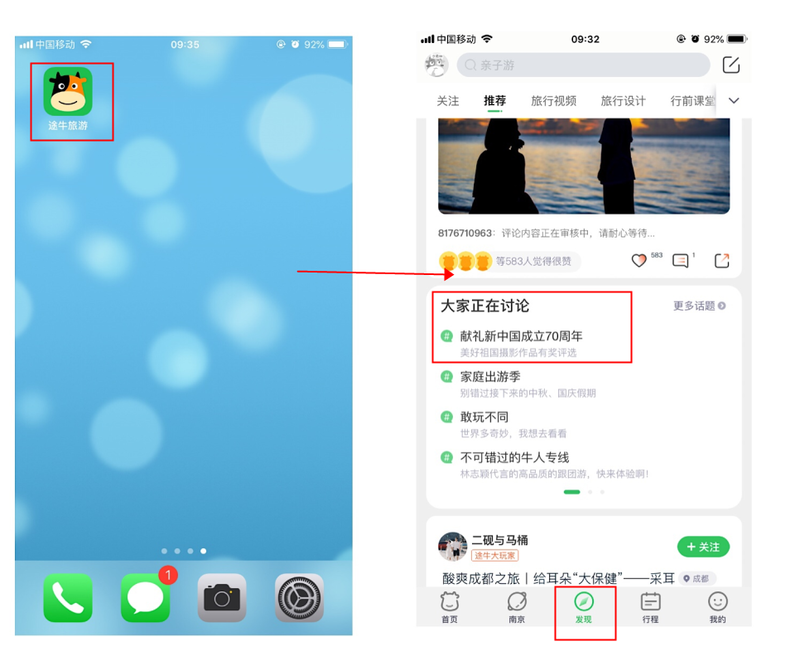 中国移动
09:35
92%
途牛旅游
1
中国移动
09:32
92%
亲子游
关注
推荐
旅行视频
旅行设计
行前课堂
8176710963：评论内容正在审核中，请耐心等待...
等583人觉得很赞
583
1
大家正在讨论
更多话题
# 献礼新中国成立70周年
美好祖国摄影作品有奖评选
# 家庭出游季
别错过接下来的中秋、国庆假期
# 敢玩不同
世界多奇妙，我想去看看
# 不可错过的牛人专线
林志颖代言的高品质的跟团游，快来体验啊！
二砚与马桶
途牛大玩家
+ 关注
酸爽成都之旅丨给耳朵“大保健”——采耳
成都
首页
南京
发现
行程
我的